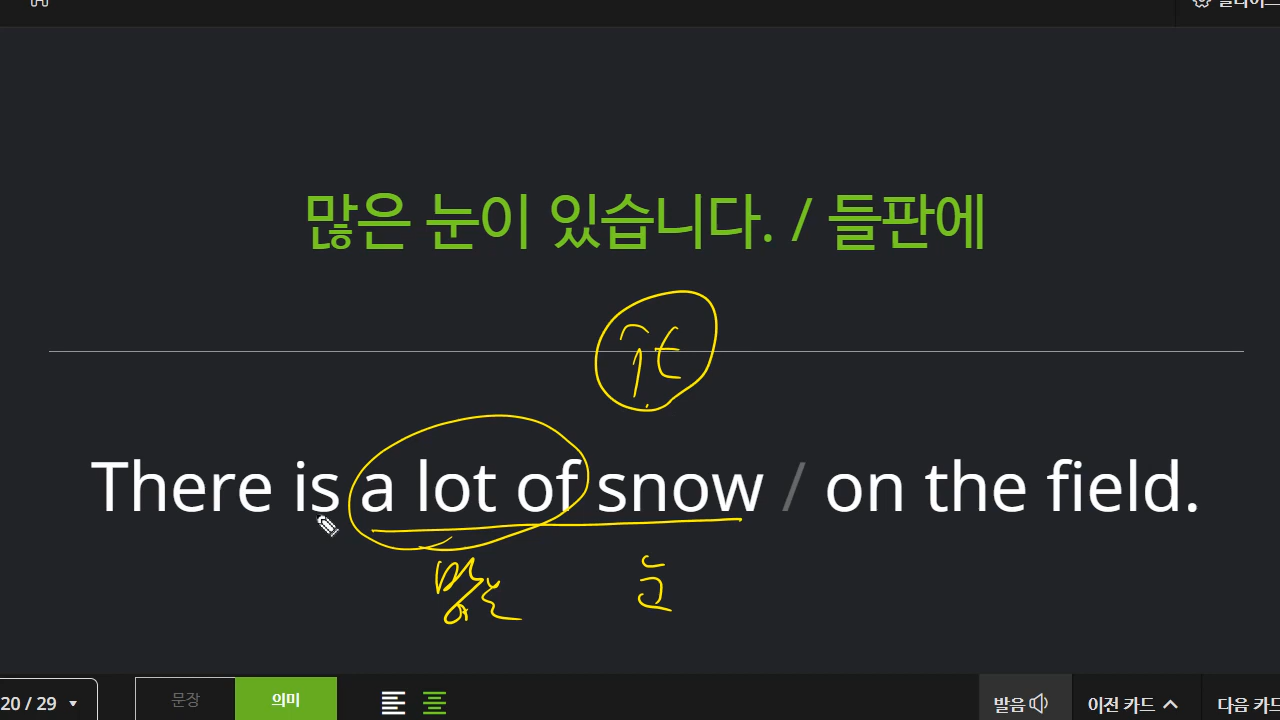 많은 눈이 있습니다. / 들판에
it
There is a lot of snow / on the field.
많은 눈
20 / 29
문장 의미 발음 이전 카드